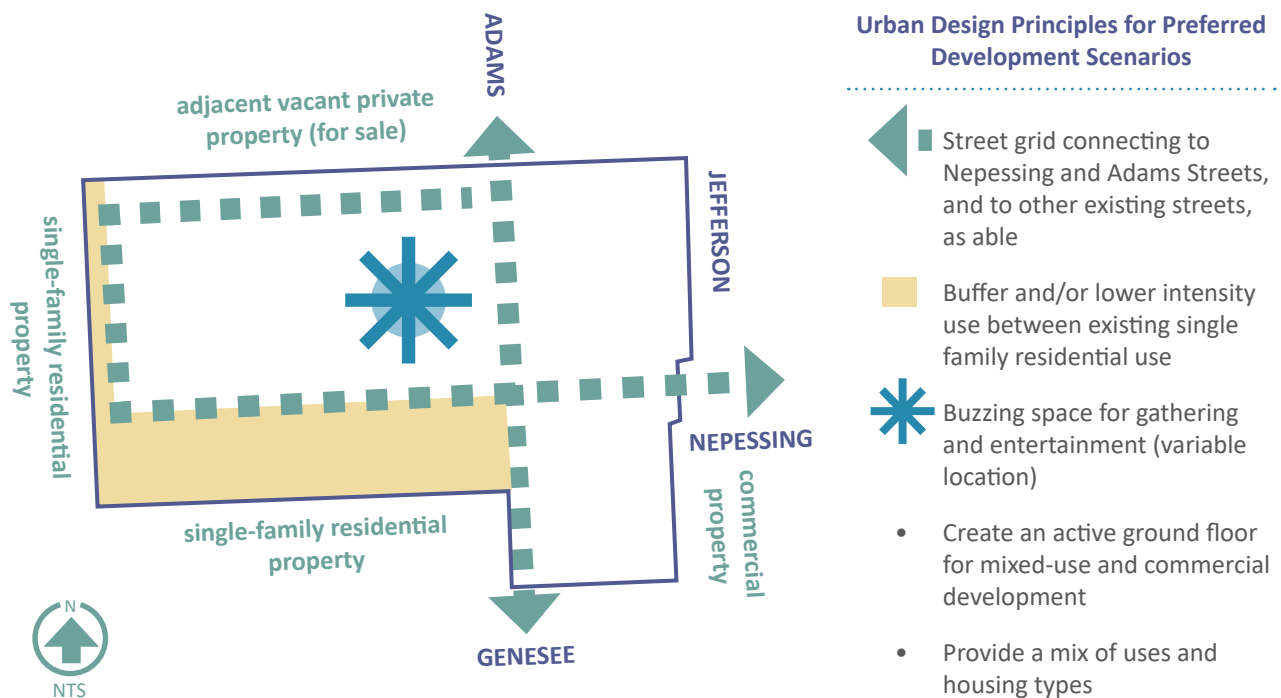 ADAMS
adjacent vacant private
property (for sale)
JEFFERSON
single-family residential
property
NEPESSING
commercial
property
single-family residential
property
GENESEE
N
NTS
Urban Design Principles for Preferred
Development Scenarios
Street grid connecting to
Nepessing and Adams Streets,
and to other existing streets,
as able
Buffer and/or lower intensity
use between existing single
family residential use
Buzzing space for gathering
and entertainment (variable
location)
• Create an active ground floor
for mixed-use and commercial
development
• Provide a mix of uses and
housing types